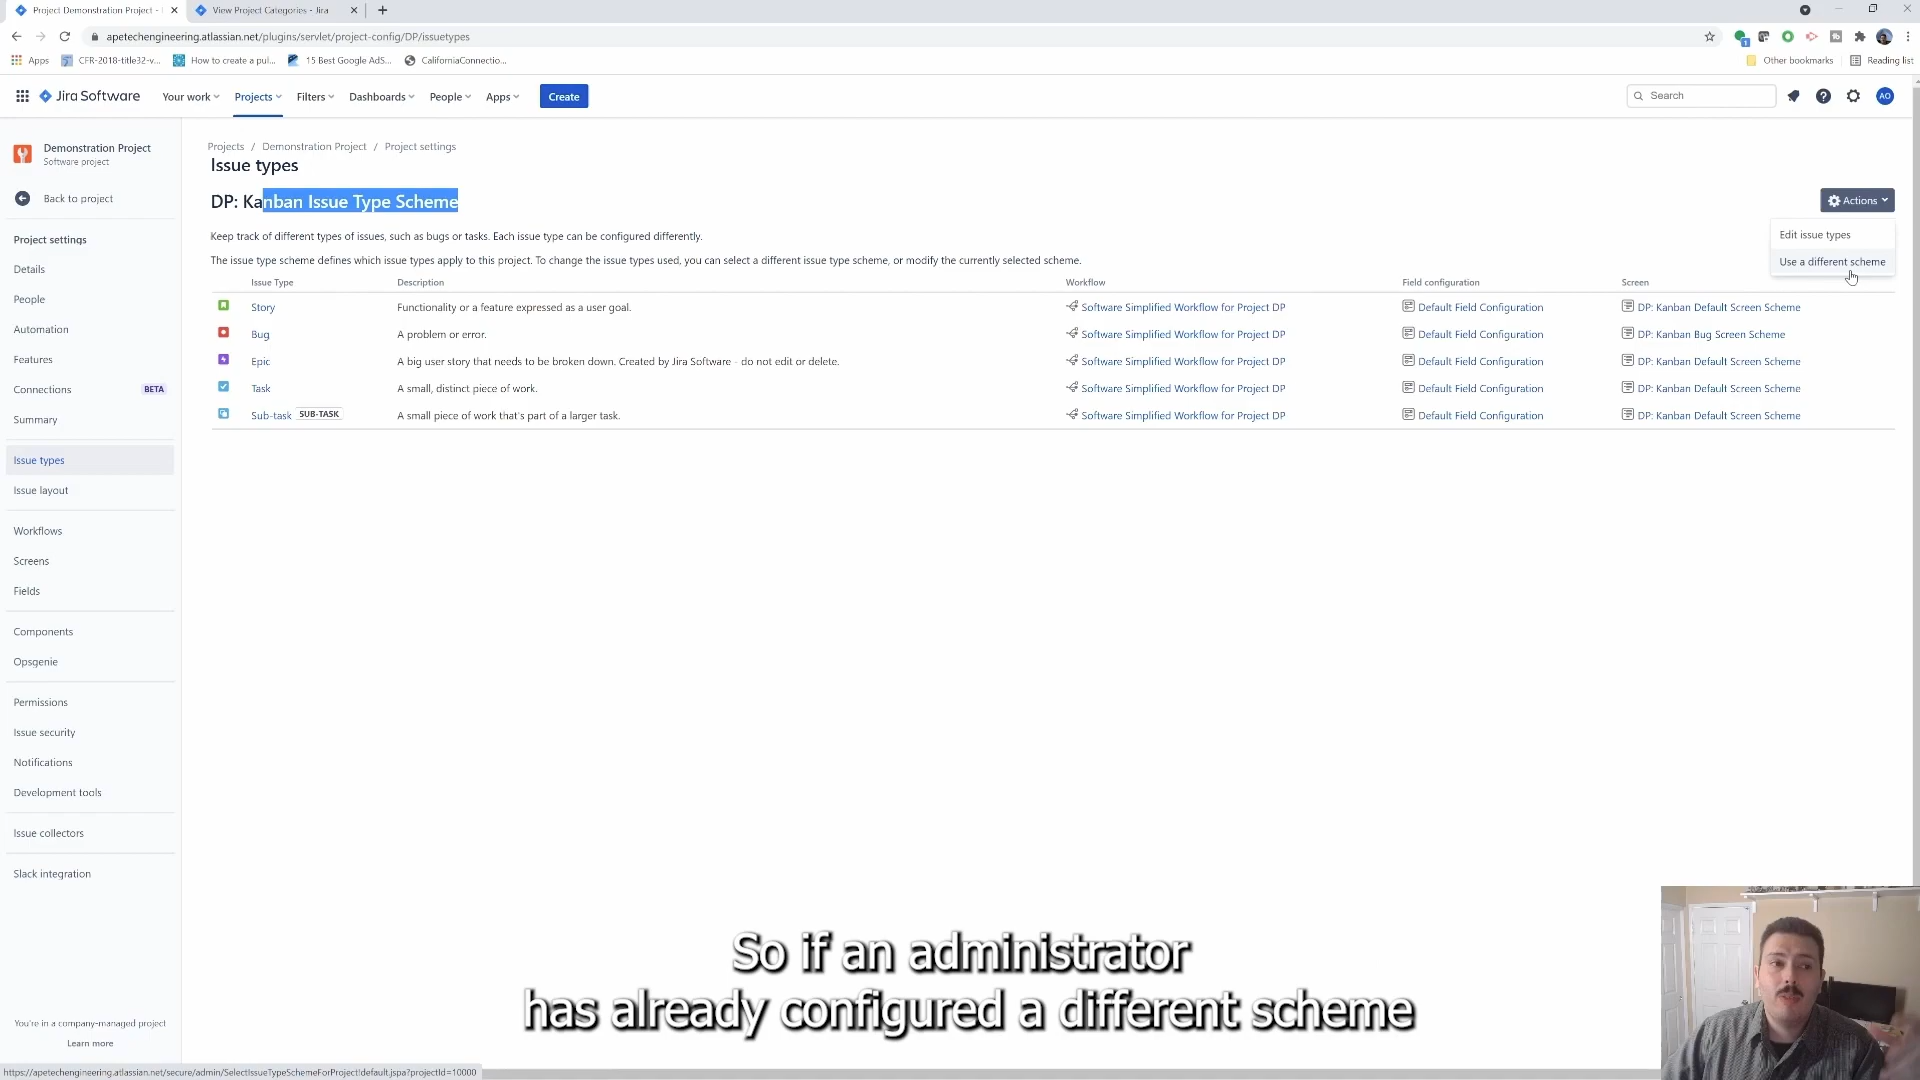 Project Demonstration Project -
View Project Categories - Jira
apetechengineering.atlassian.net/plugins/servlet/project-config/DP/issuetypes
Apps
CFR-2018-title32-v...
How to create a pul...
15 Best Google AdS...
CaliforniaConnectio...
Other bookmarks
Reading list
Jira Software
Your work
Projects
Filters
Dashboards
People
Apps
Create
Search
AO
Demonstration Project
Software project
Back to project
Project settings
Details
People
Automation
Features
Connections BETA
Summary
Issue types
Issue layout
Workflows
Screens
Fields
Components
Opsgenie
Permissions
Issue security
Notifications
Development tools
Issue collectors
Slack integration
You're in a company-managed project
Learn more
Projects / Demonstration Project / Project settings
Issue types
DP: Kanban Issue Type Scheme
Actions
Edit issue types
Use a different scheme
Keep track of different types of issues, such as bugs or tasks. Each issue type can be configured differently.
The issue type scheme defines which issue types apply to this project. To change the issue types used, you can select a different issue type scheme, or modify the currently selected scheme.
Issue Type Description Workflow Field configuration Screen
Story Functionality or a feature expressed as a user goal. Software Simplified Workflow for Project DP Default Field Configuration DP: Kanban Default Screen Scheme
Bug A problem or error. Software Simplified Workflow for Project DP Default Field Configuration DP: Kanban Bug Screen Scheme
Epic A big user story that needs to be broken down. Created by Jira Software - do not edit or delete. Software Simplified Workflow for Project DP Default Field Configuration DP: Kanban Default Screen Scheme
Task A small, distinct piece of work. Software Simplified Workflow for Project DP Default Field Configuration DP: Kanban Default Screen Scheme
Sub-task SUB-TASK A small piece of work that's part of a larger task. Software Simplified Workflow for Project DP Default Field Configuration DP: Kanban Default Screen Scheme
So if an administrator
has already configured a different scheme
https://apetechengineering.atlassian.net/secure/admin/SelectIssueTypeSchemeForProject!default.jspa?projectId=10000